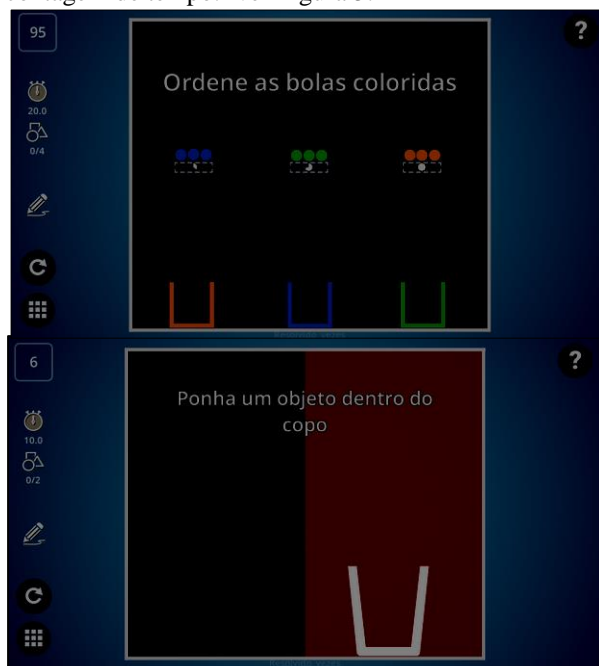 95
?
Ordene as bolas coloridas
20.0
0/4
6
?
Ponha um objeto dentro do
copo
10.0
0/2